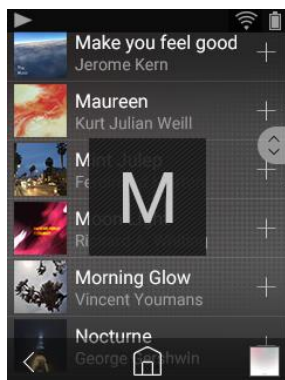 Make you feel good
Jerome Kern
Maureen
Kurt Julian Weill
M
Morning Glow
Vincent Youmans
Nocturne
George Gershwin